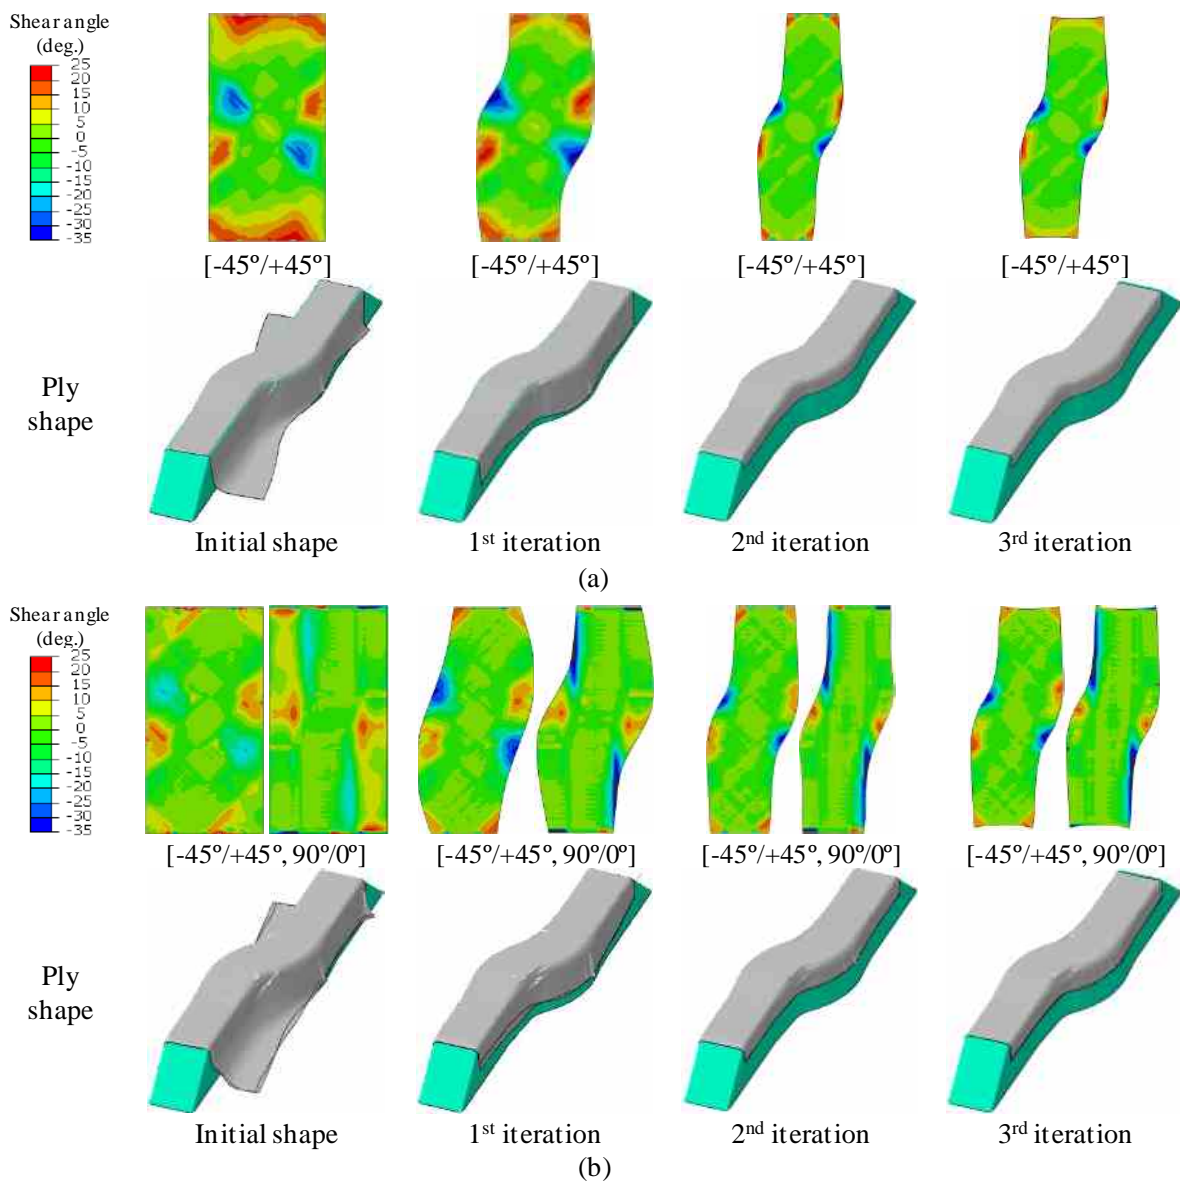 Shear angle
(deg.)
25
20
15
10
5
0
-5
-10
-15
-20
-25
-30
-35
[-45º/+45º]
[-45º/+45º]
[-45º/+45º]
[-45º/+45º]
Ply
shape
Initial shape
1st iteration
2nd iteration
3rd iteration
(a)
Shear angle
(deg.)
25
20
15
10
5
0
-5
-10
-15
-20
-25
-30
-35
[-45º/+45º, 90º/0º]
[-45º/+45º, 90º/0º]
[-45º/+45º, 90º/0º]
[-45º/+45º, 90º/0º]
Ply
shape
Initial shape
1st iteration
2nd iteration
3rd iteration
(b)